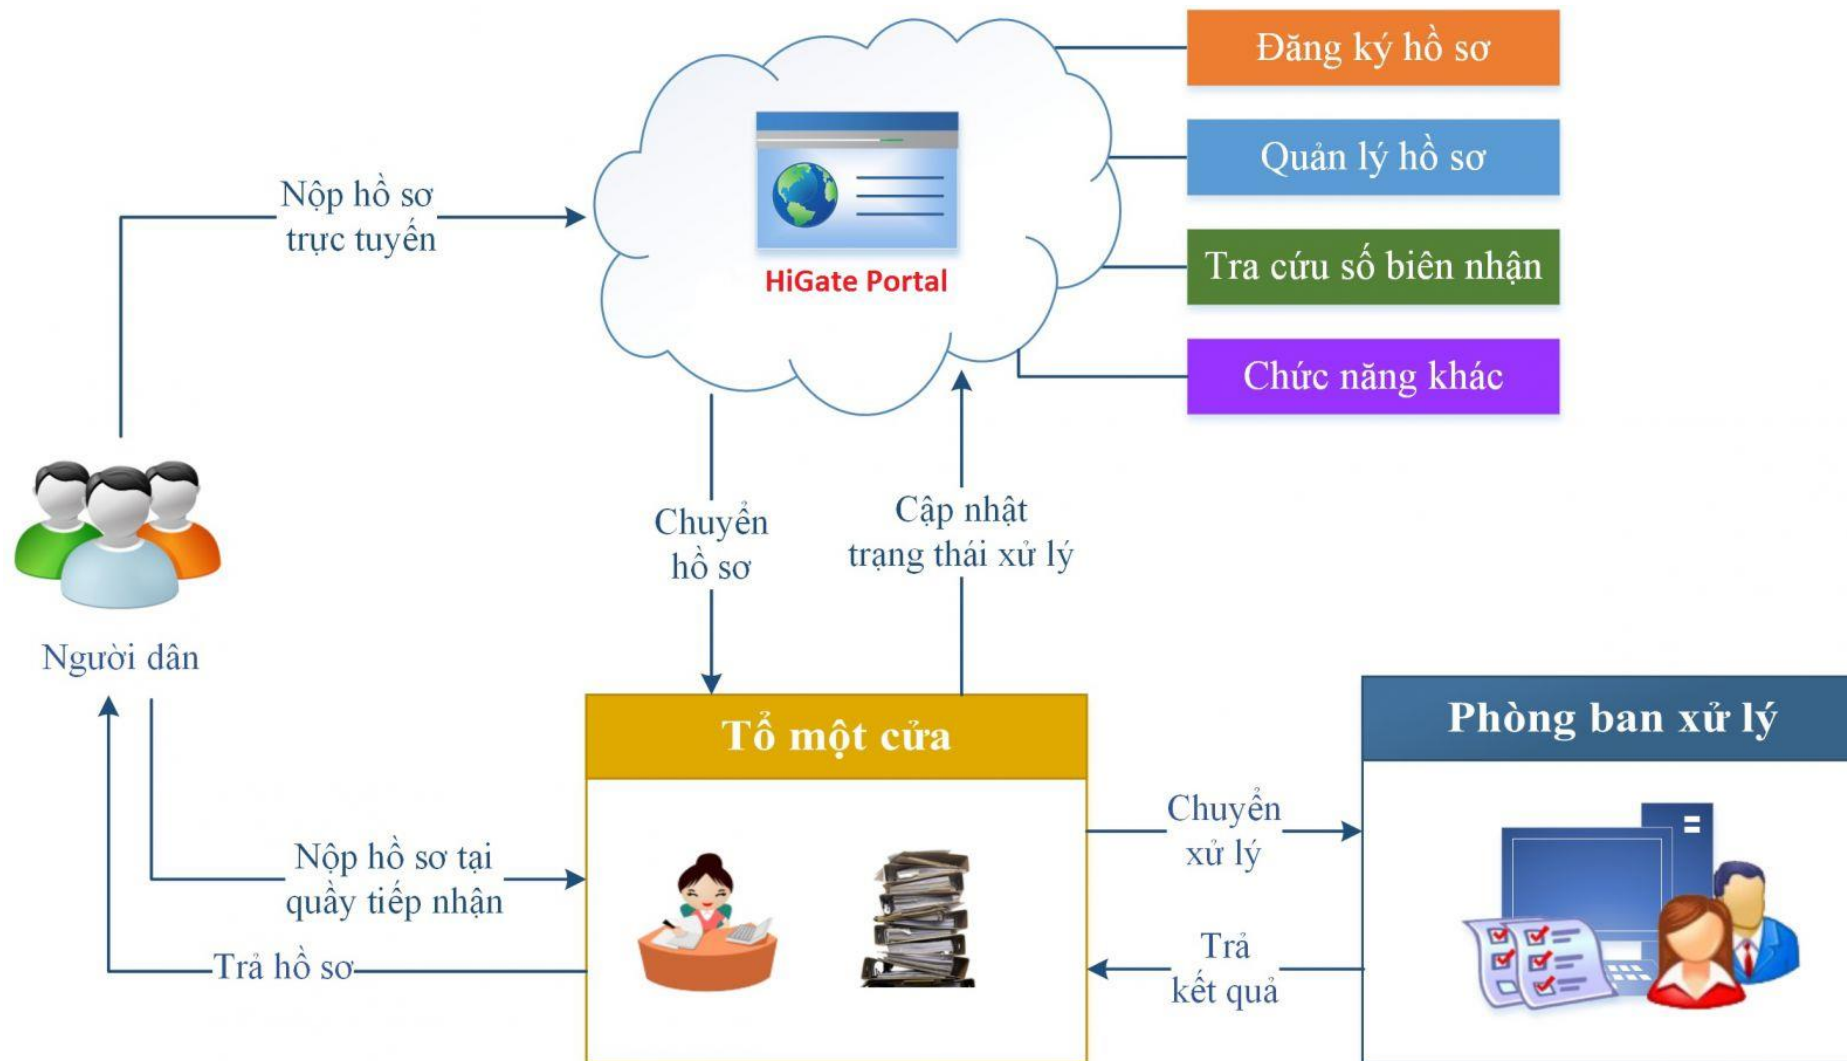 Đăng ký hồ sơ
Quản lý hồ sơ
Nộp hồ sơ
trực tuyến
Tra cứu số biên nhận
HiGate Portal
Chức năng khác
Chuyển
hồ sơ
Cập nhật
trạng thái xử lý
Người dân
Tổ một cửa
Phòng ban xử lý
Chuyển
xử lý
Nộp hồ sơ tại
quầy tiếp nhận
Trả hồ sơ
Trả
kết quả